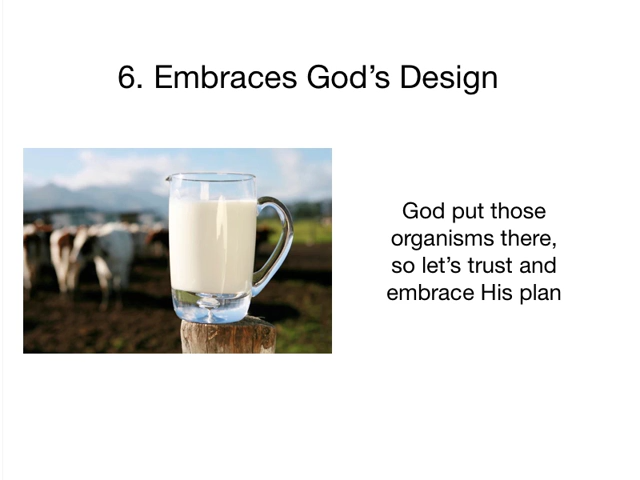 6. Embraces God’s Design
God put those
organisms there,
so let’s trust and
embrace His plan